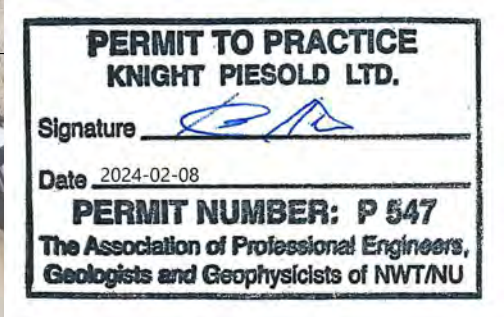 PERMIT TO PRACTICE
KNIGHT PIESOLD LTD.
Signature
Date 2024-02-08
PERMIT NUMBER: P 547
The Association of Professional Engineers,
Geologists and Geophysicists of NWT/NU